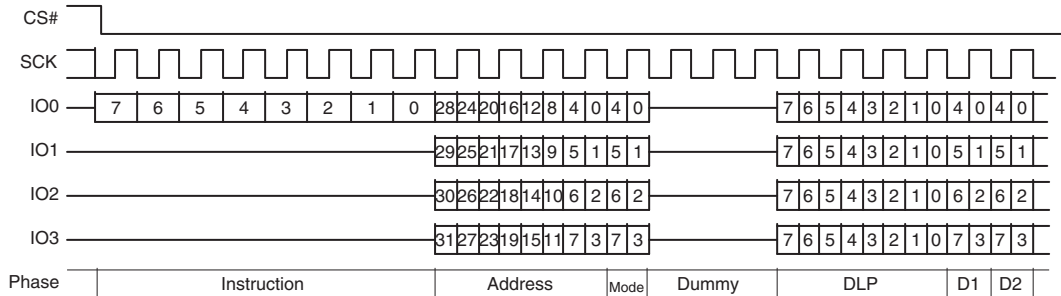 CS#
SCK
IO0 7 6 5 4 3 2 1 0 28 24 20 16 12 8 4 0 4 0 7 6 5 4 3 2 1 0 4 0 4 0
IO1 29 25 21 17 13 9 5 1 5 1 7 6 5 4 3 2 1 0 5 1 5 1
IO2 30 26 22 18 14 10 6 2 6 2 7 6 5 4 3 2 1 0 6 2 6 2
IO3 31 27 23 19 15 11 7 3 7 3 7 6 5 4 3 2 1 0 7 3 7 3
Phase Instruction Address Mode Dummy DLP D1 D2